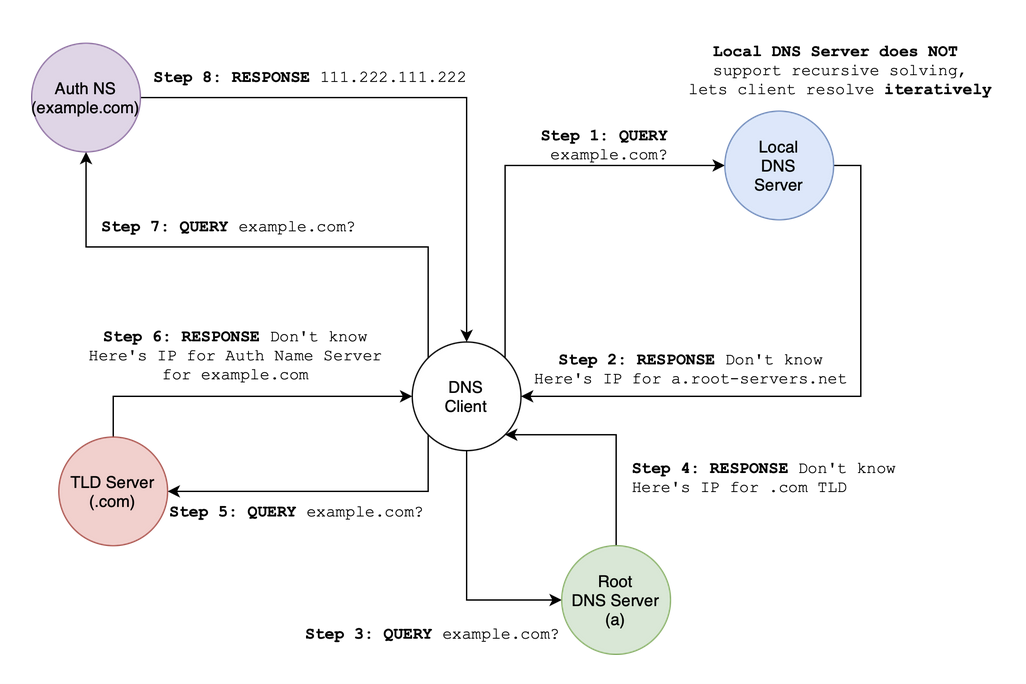 Local DNS Server does NOT
support recursive solving,
lets client resolve iteratively
Auth NS
(example.com)
Step 8: RESPONSE 111.222.111.222
Step 1: QUERY
example.com?
Local
DNS
Server
Step 7: QUERY example.com?
Step 6: RESPONSE Don't know
Here's IP for Auth Name Server
for example.com
Step 2: RESPONSE Don't know
Here's IP for a.root-servers.net
DNS
Client
TLD Server
(.com)
Step 5: QUERY example.com?
Step 4: RESPONSE Don't know
Here's IP for .com TLD
Root
DNS Server
(a)
Step 3: QUERY example.com?